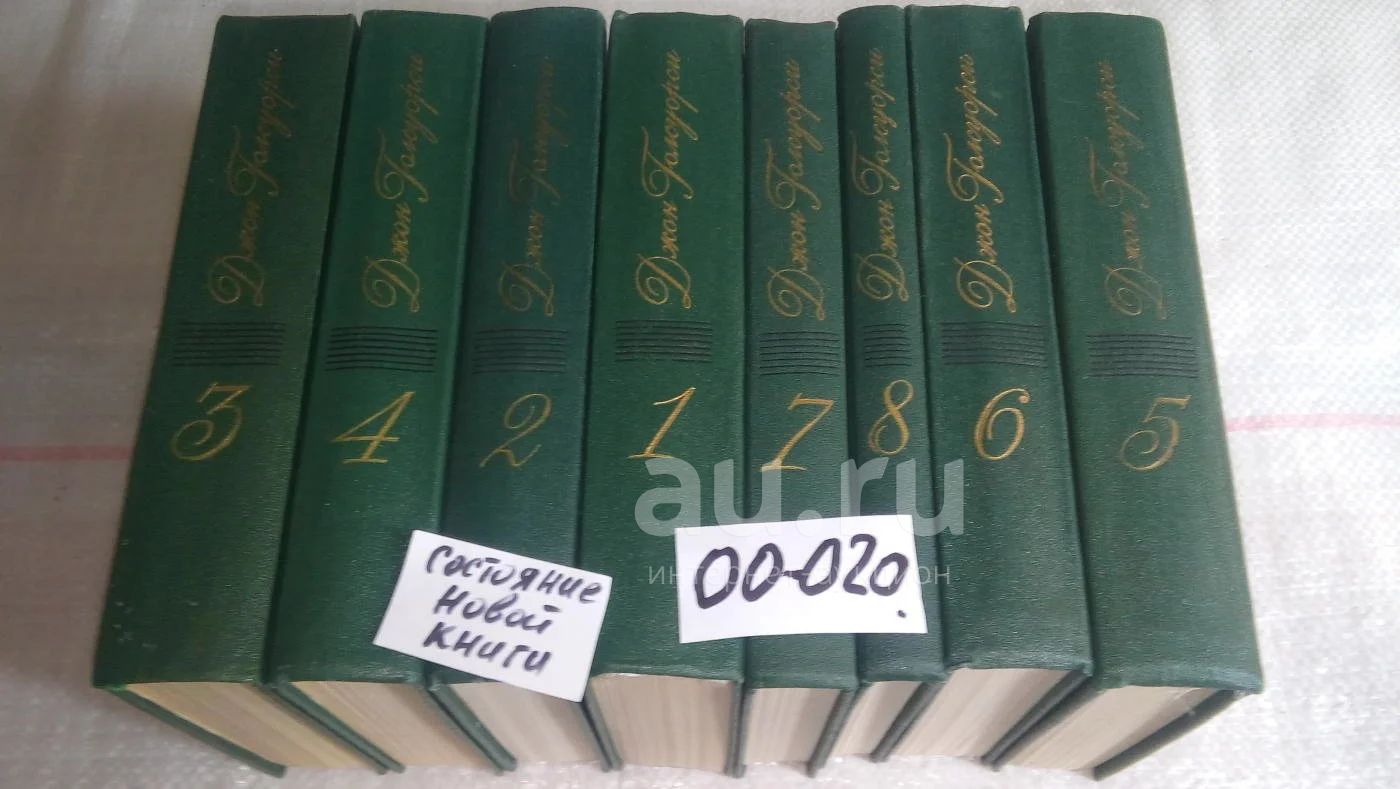 Джон Голсуорси
3
Джон Голсуорси
4
Джон Голсуорси
2
Джон Голсуорси
1
Джон Голсуорси
7
Джон Голсуорси
8
Джон Голсуорси
6
Джон Голсуорси
5
au.ru
состояние
новой
книги
00-020.